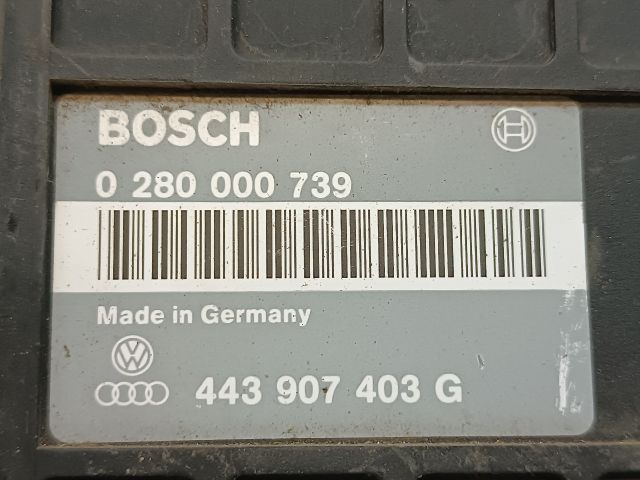 BOSCH
0 280 000 739
Made in Germany
443 907 403 G